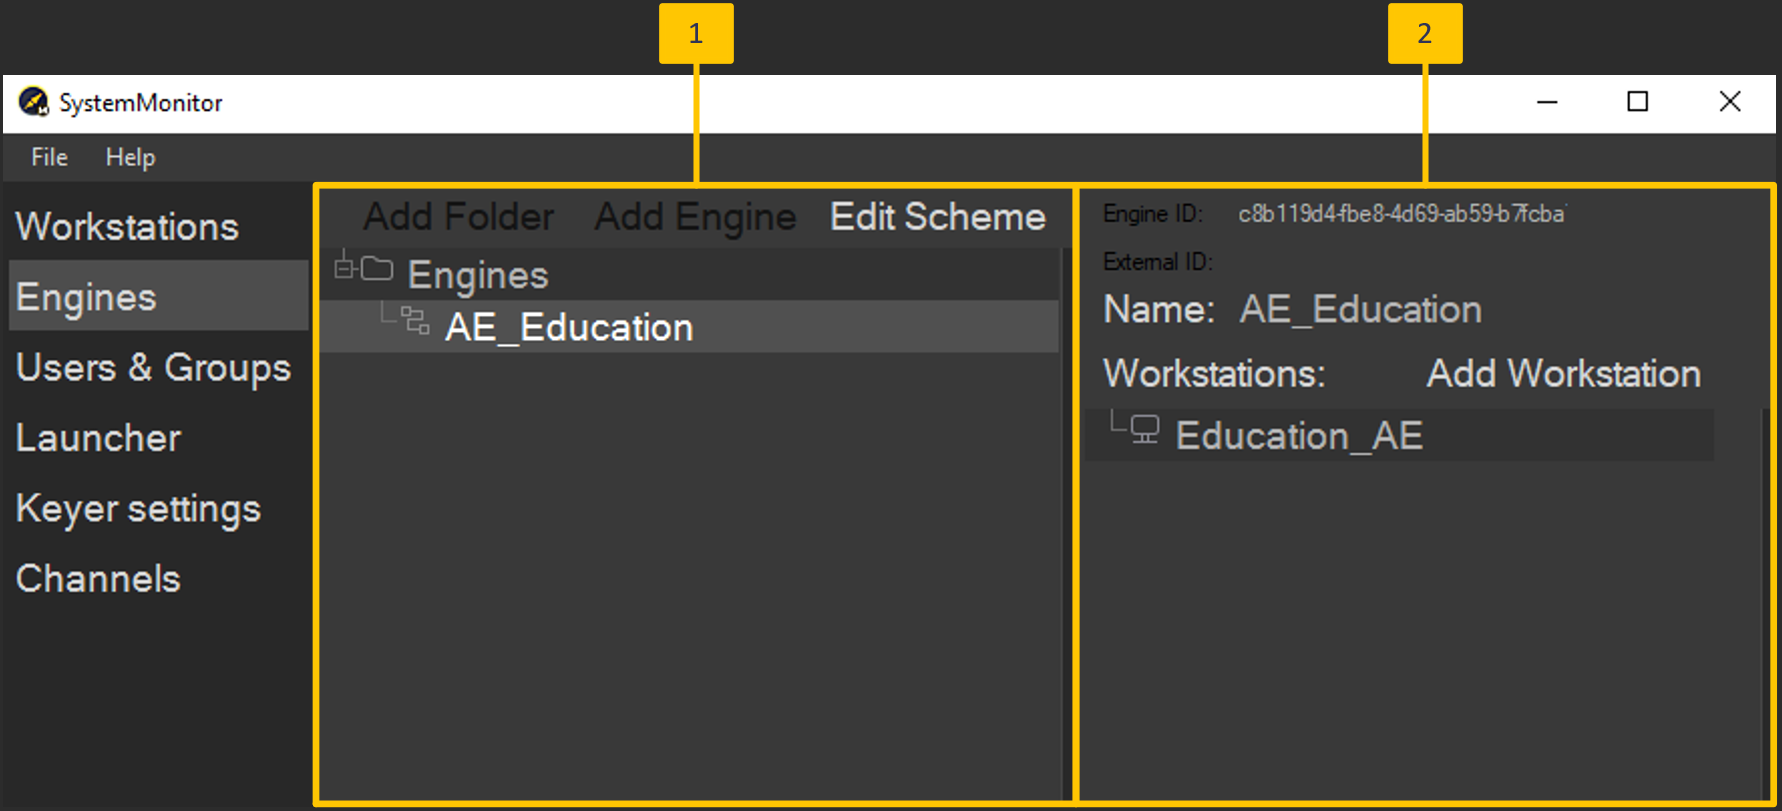 1
2
SystemMonitor
File Help
Workstations
Engines
Users & Groups
Launcher
Keyer settings
Channels
Add Folder Add Engine Edit Scheme
Engines
AE_Education
Engine ID: c8b119d4-fbe8-4d69-ab59-b7fcba
External ID:
Name: AE_Education
Workstations: Add Workstation
Education_AE